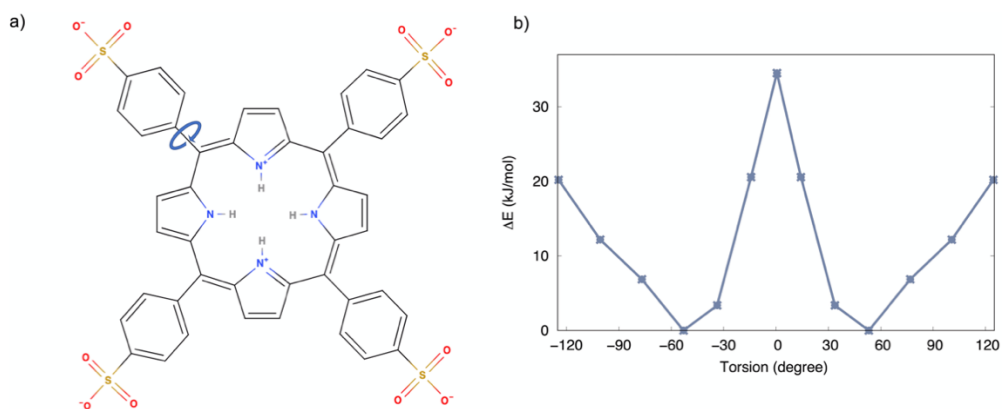 a)
O⁻ O O O⁻
S S
O O
N⁺
H
N H H N
H
N⁺
O O
S S
O⁻ O O O⁻
b)
ΔE (kJ/mol)
30
20
10
0
−120 −90 −60 −30 0 30 60 90 120
Torsion (degree)